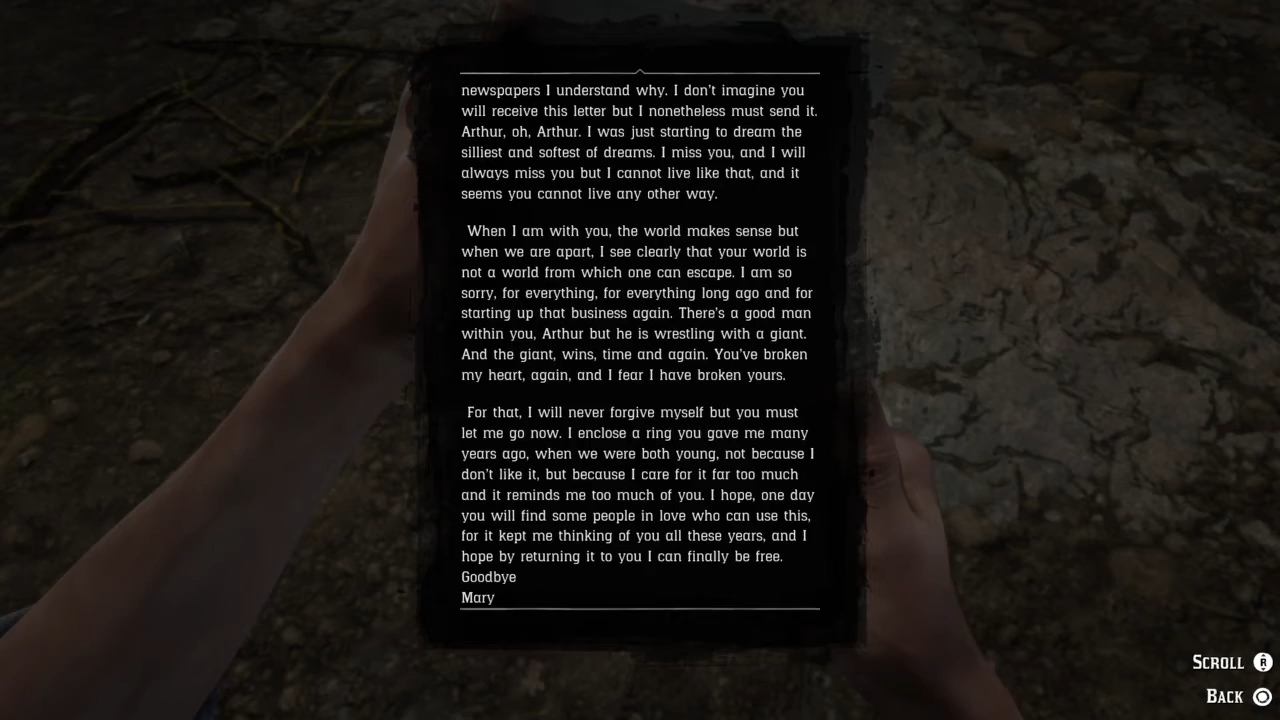 newspapers I understand why. I don't imagine you
will receive this letter but I nonetheless must send it.
Arthur, oh, Arthur. I was just starting to dream the
silliest and softest of dreams. I miss you, and I will
always miss you but I cannot live like that, and it
seems you cannot live any other way.
When I am with you, the world makes sense but
when we are apart, I see clearly that your world is
not a world from which one can escape. I am so
sorry, for everything, for everything long ago and for
starting up that business again. There's a good man
within you, Arthur but he is wrestling with a giant.
And the giant, wins, time and again. You've broken
my heart, again, and I fear I have broken yours.
For that, I will never forgive myself but you must
let me go now. I enclose a ring you gave me many
years ago, when we were both young, not because I
don't like it, but because I care for it far too much
and it reminds me too much of you. I hope, one day
you will find some people in love who can use this,
for it kept me thinking of you all these years, and I
hope by returning it to you I can finally be free.
Goodbye
Mary
Scroll R
Back